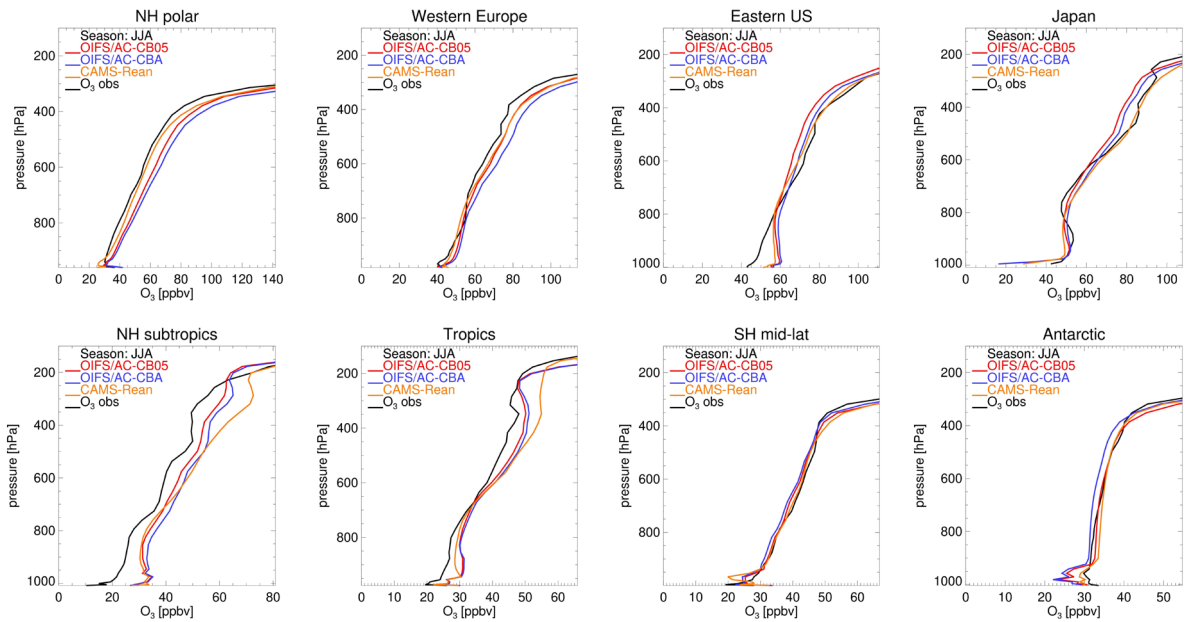 NH polar
Season: JJA
OIFS/AC-CB05
OIFS/AC-CBA
CAMS-Rean
O₃ obs
pressure [hPa]
200
400
600
800
0 20 40 60 80 100 120 140
O₃ [ppbv]
Western Europe
Season: JJA
OIFS/AC-CB05
OIFS/AC-CBA
CAMS-Rean
O₃ obs
pressure [hPa]
200
400
600
800
0 20 40 60 80 100
O₃ [ppbv]
Eastern US
Season: JJA
OIFS/AC-CB05
OIFS/AC-CBA
CAMS-Rean
O₃ obs
pressure [hPa]
200
400
600
800
1000
0 20 40 60 80 100
O₃ [ppbv]
Japan
Season: JJA
OIFS/AC-CB05
OIFS/AC-CBA
CAMS-Rean
O₃ obs
pressure [hPa]
200
400
600
800
1000
0 20 40 60 80 100
O₃ [ppbv]
NH subtropics
Season: JJA
OIFS/AC-CB05
OIFS/AC-CBA
CAMS-Rean
O₃ obs
pressure [hPa]
200
400
600
800
1000
0 20 40 60 80
O₃ [ppbv]
Tropics
Season: JJA
OIFS/AC-CB05
OIFS/AC-CBA
CAMS-Rean
O₃ obs
pressure [hPa]
200
400
600
800
0 10 20 30 40 50 60
O₃ [ppbv]
SH mid-lat
Season: JJA
OIFS/AC-CB05
OIFS/AC-CBA
CAMS-Rean
O₃ obs
pressure [hPa]
200
400
600
800
0 10 20 30 40 50 60
O₃ [ppbv]
Antarctic
Season: JJA
OIFS/AC-CB05
OIFS/AC-CBA
CAMS-Rean
O₃ obs
pressure [hPa]
200
400
600
800
1000
0 10 20 30 40 50
O₃ [ppbv]